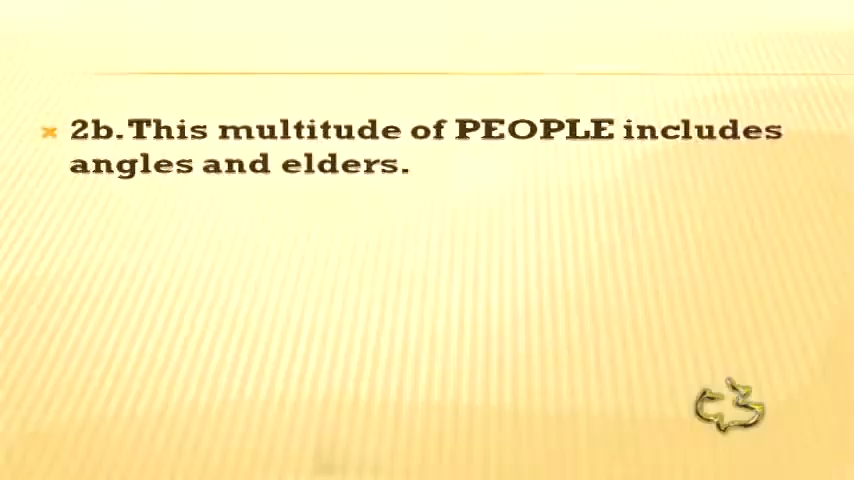 2b. This multitude of PEOPLE includes
angles and elders.